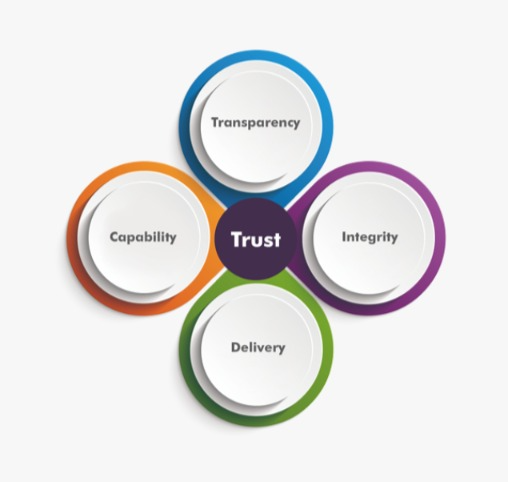 Transparency
Capability
Trust
Integrity
Delivery